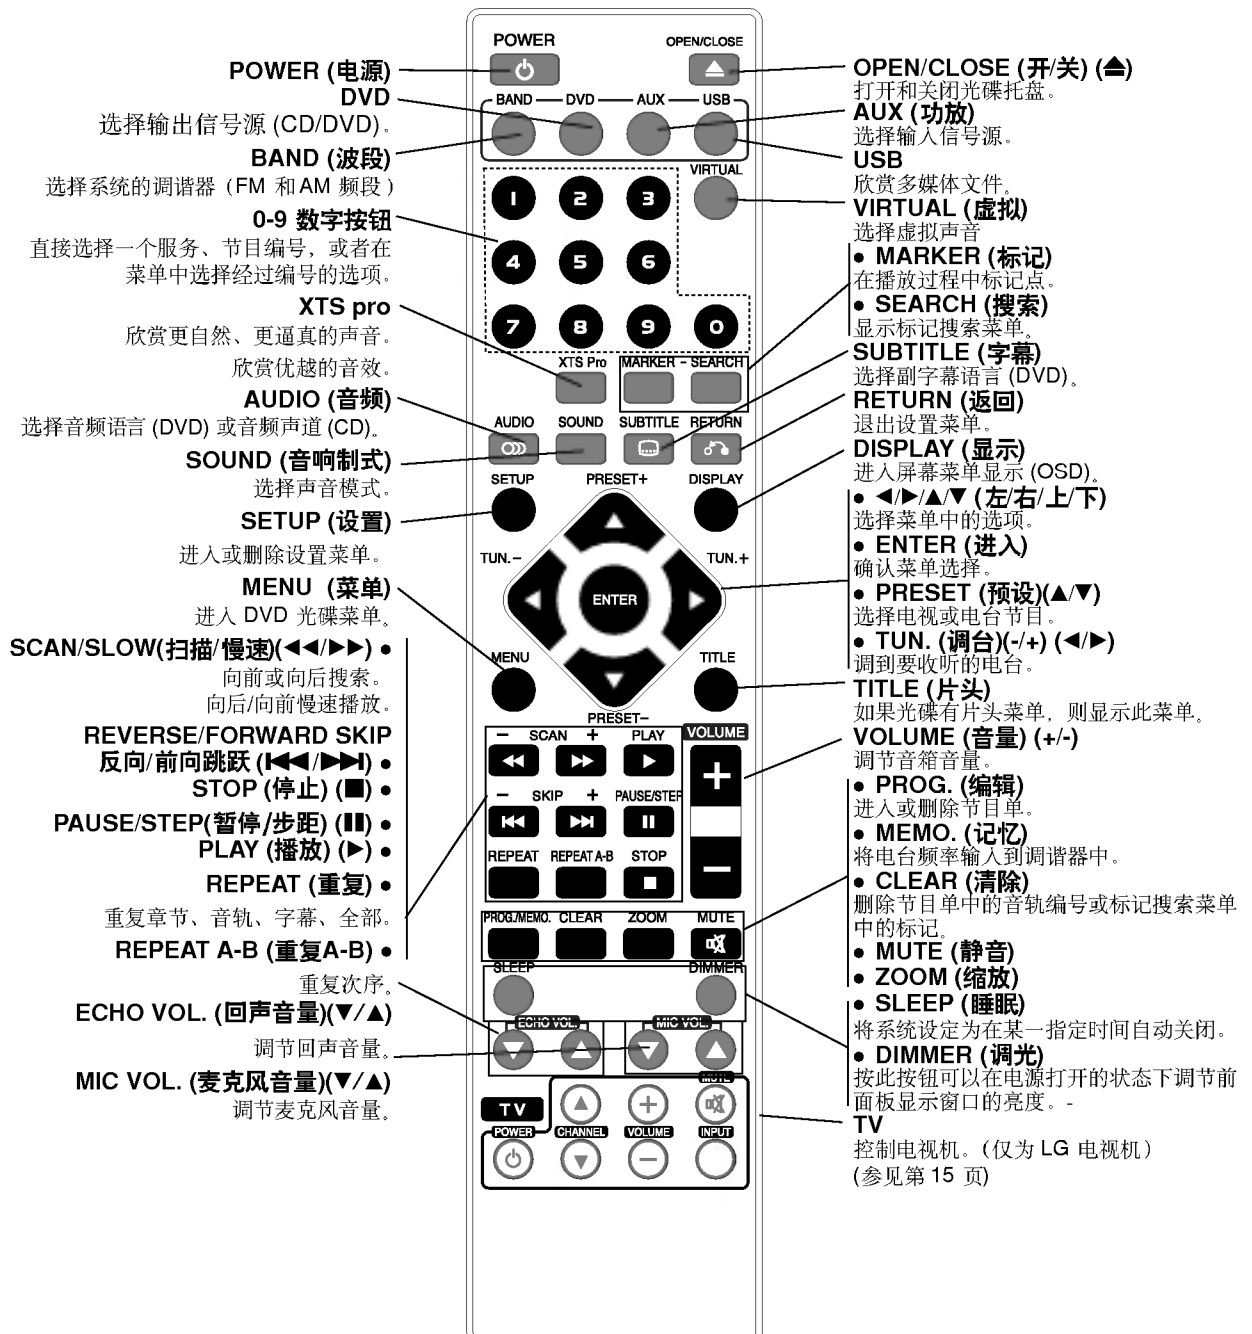 POWER (电源)
DVD
选择输出信号源 (CD/DVD)。
BAND (波段)
选择系统的调谐器（FM 和AM 频段）
0-9 数字按钮
直接选择一个服务、节目编号，或者在
菜单中选择经过编号的选项。
XTS pro
欣赏更自然、更逼真的声音。
欣赏优越的音效。
AUDIO (音频)
选择音频语言 (DVD) 或音频声道 (CD)。
SOUND (音响制式)
选择声音模式。
SETUP (设置)
进入或删除设置菜单。
MENU (菜单)
进入 DVD 光碟菜单。
SCAN/SLOW(扫描/慢速)(◀◀/▶▶) ●
向前或向后搜索。
向后/向前慢速播放。
REVERSE/FORWARD SKIP
反向/前向跳跃 (I◀◀/▶▶I) ●
STOP (停止) (■) ●
PAUSE/STEP(暂停/步距) (▮▮) ●
PLAY (播放) (▶) ●
REPEAT (重复) ●
重复章节、音轨、字幕、全部。
REPEAT A-B (重复A-B) ●
重复次序。
ECHO VOL. (回声音量)(▼/▲)
调节回声音量。
MIC VOL. (麦克风音量)(▼/▲)
调节麦克风音量。
POWER
OPEN/CLOSE
BAND
DVD
AUX
USB
VIRTUAL
1
2
3
4
5
6
7
8
9
0
XTS Pro
MARKER - SEARCH
AUDIO
SOUND
SUBTITLE
RETURN
SETUP
PRESET+
DISPLAY
TUN.-
TUN.+
ENTER
MENU
TITLE
PRESET-
- SCAN +
PLAY
VOLUME
+
- SKIP +
PAUSE/STEP
-
REPEAT
REPEAT A-B
STOP
PROG./MEMO.
CLEAR
ZOOM
MUTE
SLEEP
DIMMER
ECHO VOL.
MIC VOL.
MUTE
TV
POWER
CHANNEL
VOLUME
INPUT
OPEN/CLOSE (开/关) (⏏)
打开和关闭光碟托盘。
AUX (功放)
选择输入信号源。
USB
欣赏多媒体文件。
VIRTUAL (虚拟)
选择虚拟声音
● MARKER (标记)
在播放过程中标记点。
● SEARCH (搜索)
显示标记搜索菜单。
SUBTITLE (字幕)
选择副字幕语言 (DVD)。
RETURN (返回)
退出设置菜单。
DISPLAY (显示)
进入屏幕菜单显示 (OSD)。
● ◀/▶/▲/▼ (左/右/上/下)
选择菜单中的选项。
● ENTER (进入)
确认菜单选择。
● PRESET (预设)(▲/▼)
选择电视或电台节目。
● TUN. (调台)(-/+) (◀/▶)
调到要收听的电台。
TITLE (片头)
如果光碟有片头菜单，则显示此菜单。
VOLUME (音量) (+/-)
调节音箱音量。
● PROG. (编辑)
进入或删除节目单。
● MEMO. (记忆)
将电台频率输入到调谐器中。
● CLEAR (清除)
删除节目单中的音轨编号或标记搜索菜单
中的标记。
● MUTE (静音)
● ZOOM (缩放)
● SLEEP (睡眠)
将系统设定为在某一指定时间自动关闭。
● DIMMER (调光)
按此按钮可以在电源打开的状态下调节前
面板显示窗口的亮度。-
TV
控制电视机。（仅为 LG 电视机）
(参见第 15 页)